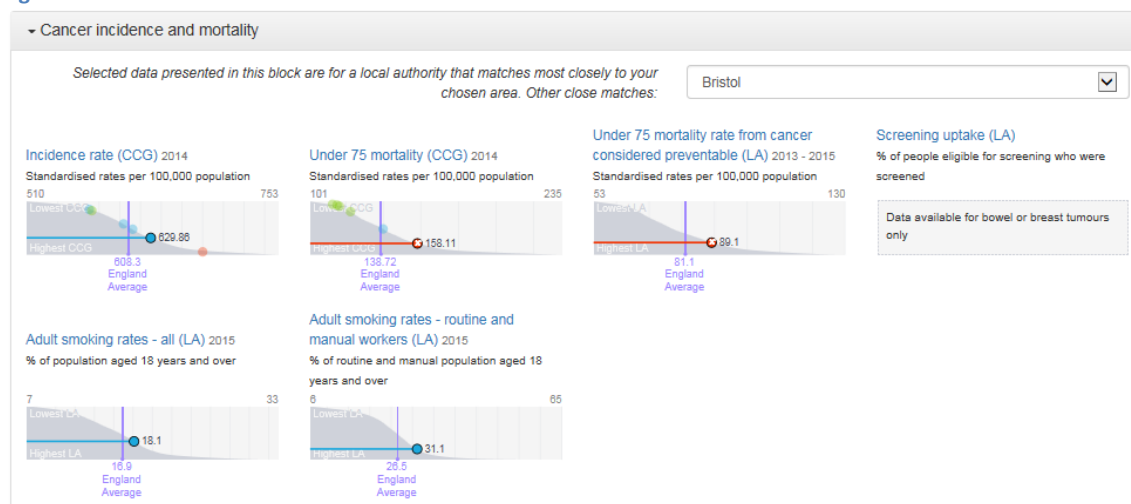 Cancer incidence and mortality
Selected data presented in this block are for a local authority that matches most closely to your
chosen area. Other close matches:
Bristol
Incidence rate (CCG) 2014
Standardised rates per 100,000 population
510 753
Lowest CCG
629.86
Highest CCG
608.3
England
Average
Under 75 mortality (CCG) 2014
Standardised rates per 100,000 population
101 235
Lowest CCG
158.11
Highest CCG
138.72
England
Average
Under 75 mortality rate from cancer
considered preventable (LA) 2013 - 2015
Standardised rates per 100,000 population
53 130
Lowest LA
89.1
Highest LA
81.1
England
Average
Screening uptake (LA)
% of people eligible for screening who were
screened
Data available for bowel or breast tumours
only
Adult smoking rates - all (LA) 2015
% of population aged 18 years and over
7 33
Lowest LA
18.1
Highest LA
16.9
England
Average
Adult smoking rates - routine and
manual workers (LA) 2015
% of routine and manual population aged 18
years and over
6 65
Lowest LA
31.1
Highest LA
26.5
England
Average